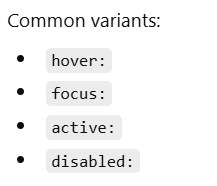 Common variants:
• hover:
• focus:
• active:
• disabled: